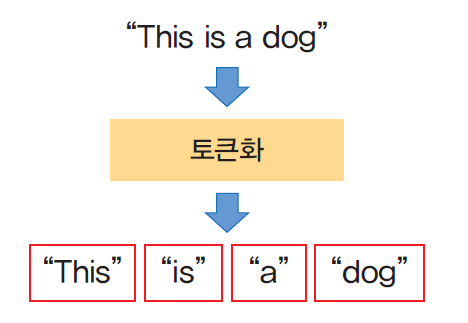 “This is a dog”
토큰화
“This” “is” “a” “dog”